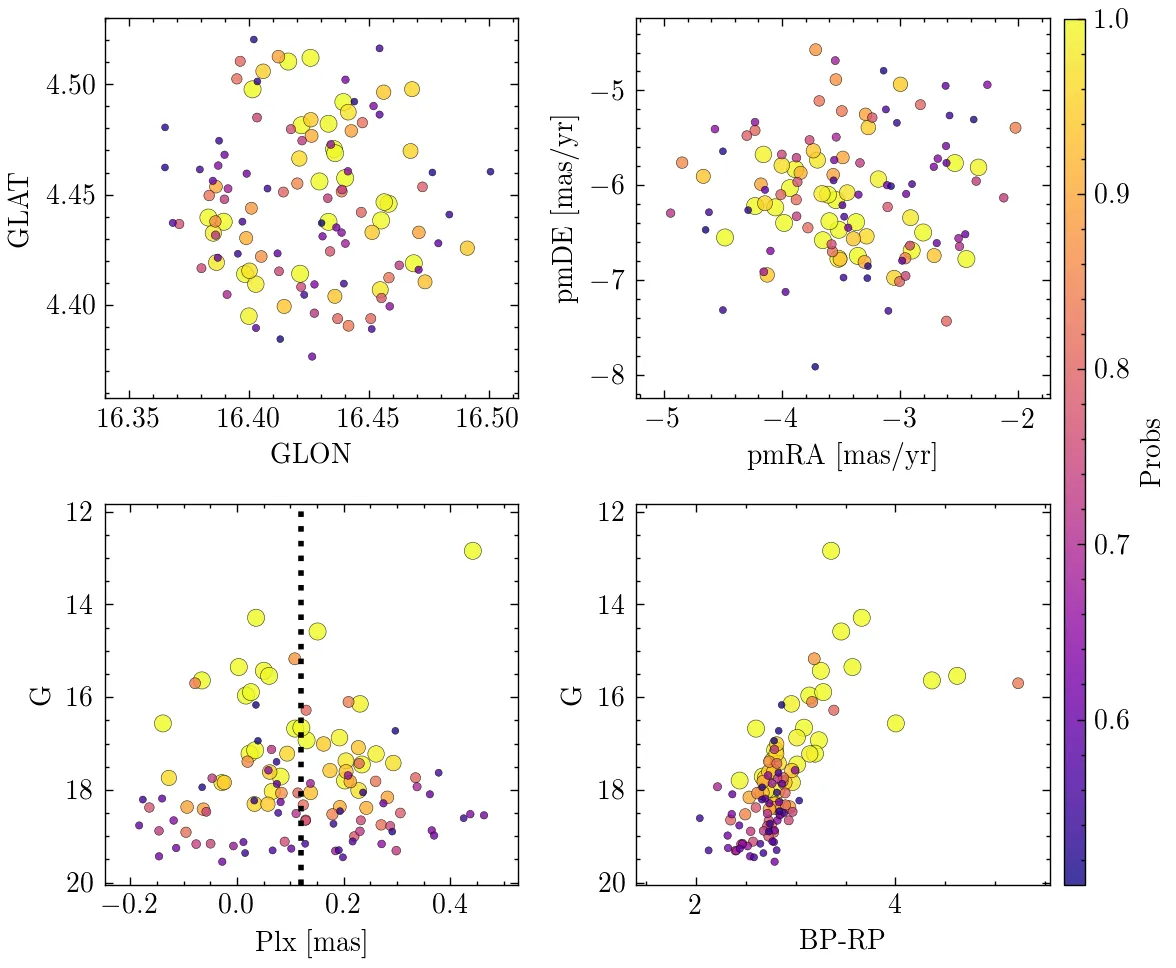 4.50
4.45
4.40
GLAT
16.35 16.40 16.45 16.50
GLON
−5
−6
−7
−8
pmDE [mas/yr]
−5 −4 −3 −2
pmRA [mas/yr]
12
14
16
18
20
G
−0.2 0.0 0.2 0.4
Plx [mas]
12
14
16
18
20
G
2 4
BP-RP
1.0
0.9
0.8
0.7
0.6
Probs